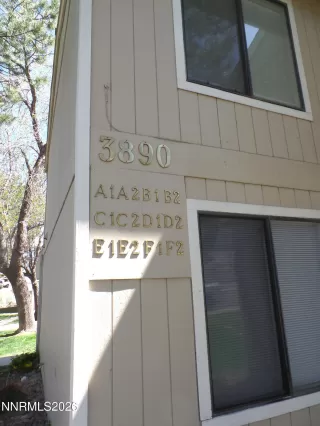 3890
A1A2B1B2
C1C2D1D2
E1E2F1F2
NNRMLS2026